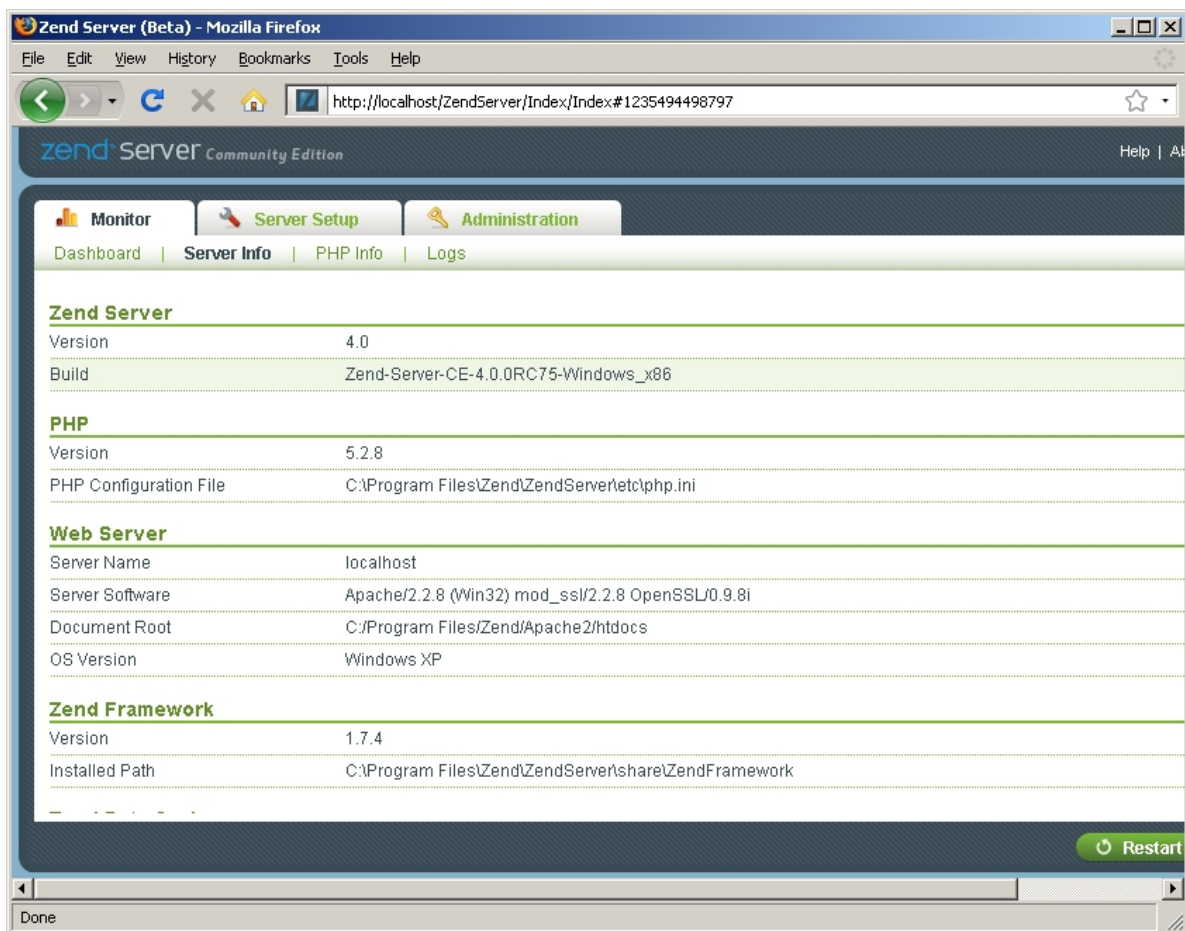 Zend Server (Beta) - Mozilla Firefox
File Edit View History Bookmarks Tools Help
http://localhost/ZendServer/Index/Index#1235494498797
zend server Community Edition
Help |
Monitor Server Setup Administration
Dashboard | Server Info | PHP Info | Logs
Zend Server
Version 4.0
Build Zend-Server-CE-4.0.0RC75-Windows_x86
PHP
Version 5.2.8
PHP Configuration File C:\Program Files\Zend\ZendServer\etc\php.ini
Web Server
Server Name localhost
Server Software Apache/2.2.8 (Win32) mod_ssl/2.2.8 OpenSSL/0.9.8i
Document Root C:/Program Files/Zend/Apache2/htdocs
OS Version Windows XP
Zend Framework
Version 1.7.4
Installed Path C:\Program Files\Zend\ZendServer\share\ZendFramework
Restart
Done